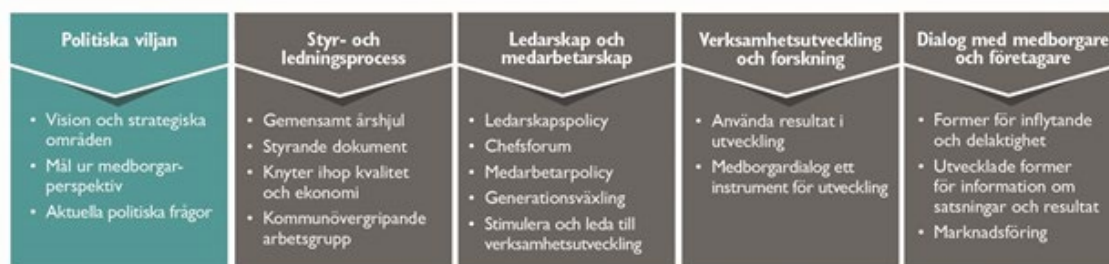 Politiska viljan
• Vision och strategiska
områden
• Mål ur medborgar-
perspektiv
• Aktuella politiska frågor
Styr- och
ledningsprocess
• Gemensamt årshjul
• Styrande dokument
• Knyter ihop kvalitet
och ekonomi
• Kommunövergripande
arbetsgrupp
Ledarskap och
medarbetarskap
• Ledarskapspolicy
• Chefsforum
• Medarbetarpolicy
• Generationsväxling
• Stimulera och leda till
verksamhetsutveckling
Verksamhetsutveckling
och forskning
• Använda resultat i
utveckling
• Medborgardialog ett
instrument för utveckling
Dialog med medborgare
och företagare
• Former för inflytande
och delaktighet
• Utvecklade former
för information om
satsningar och resultat
• Marknadsföring